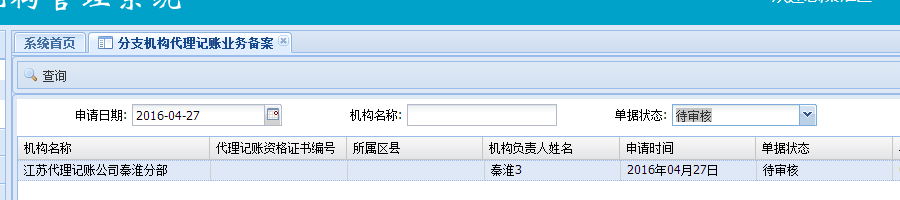 机构管理系统
系统首页 分支机构代理记账业务备案
查询
申请日期: 2016-04-27 机构名称: 单据状态: 待审核
机构名称 代理记账资格证书编号 所属区县 机构负责人姓名 申请时间 单据状态
江苏代理记账公司秦淮分部 秦淮3 2016年04月27日 待审核